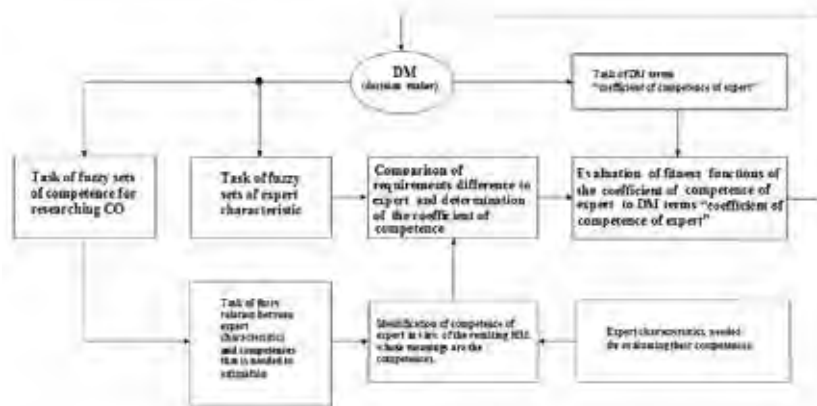 DM
(decision maker)
Task of DM terms
"coefficient of competence of expert"
Task of fuzzy sets
of competence for
researching CO
Task of fuzzy
sets of expert
characteristic
Comparison of
requirements difference to
expert and determination
of the coefficient of
competence
Evaluation of fitness functions of
the coefficient of competence of
expert to DM terms "coefficient of
competence of expert"
Task of fuzzy
relation between
expert
characteristics
and competences
that is needed to
estimation
Identification of competence of
expert in view of the resulting
whose meanings are the
competences
Expert characteristics, needed
for evaluating their competences